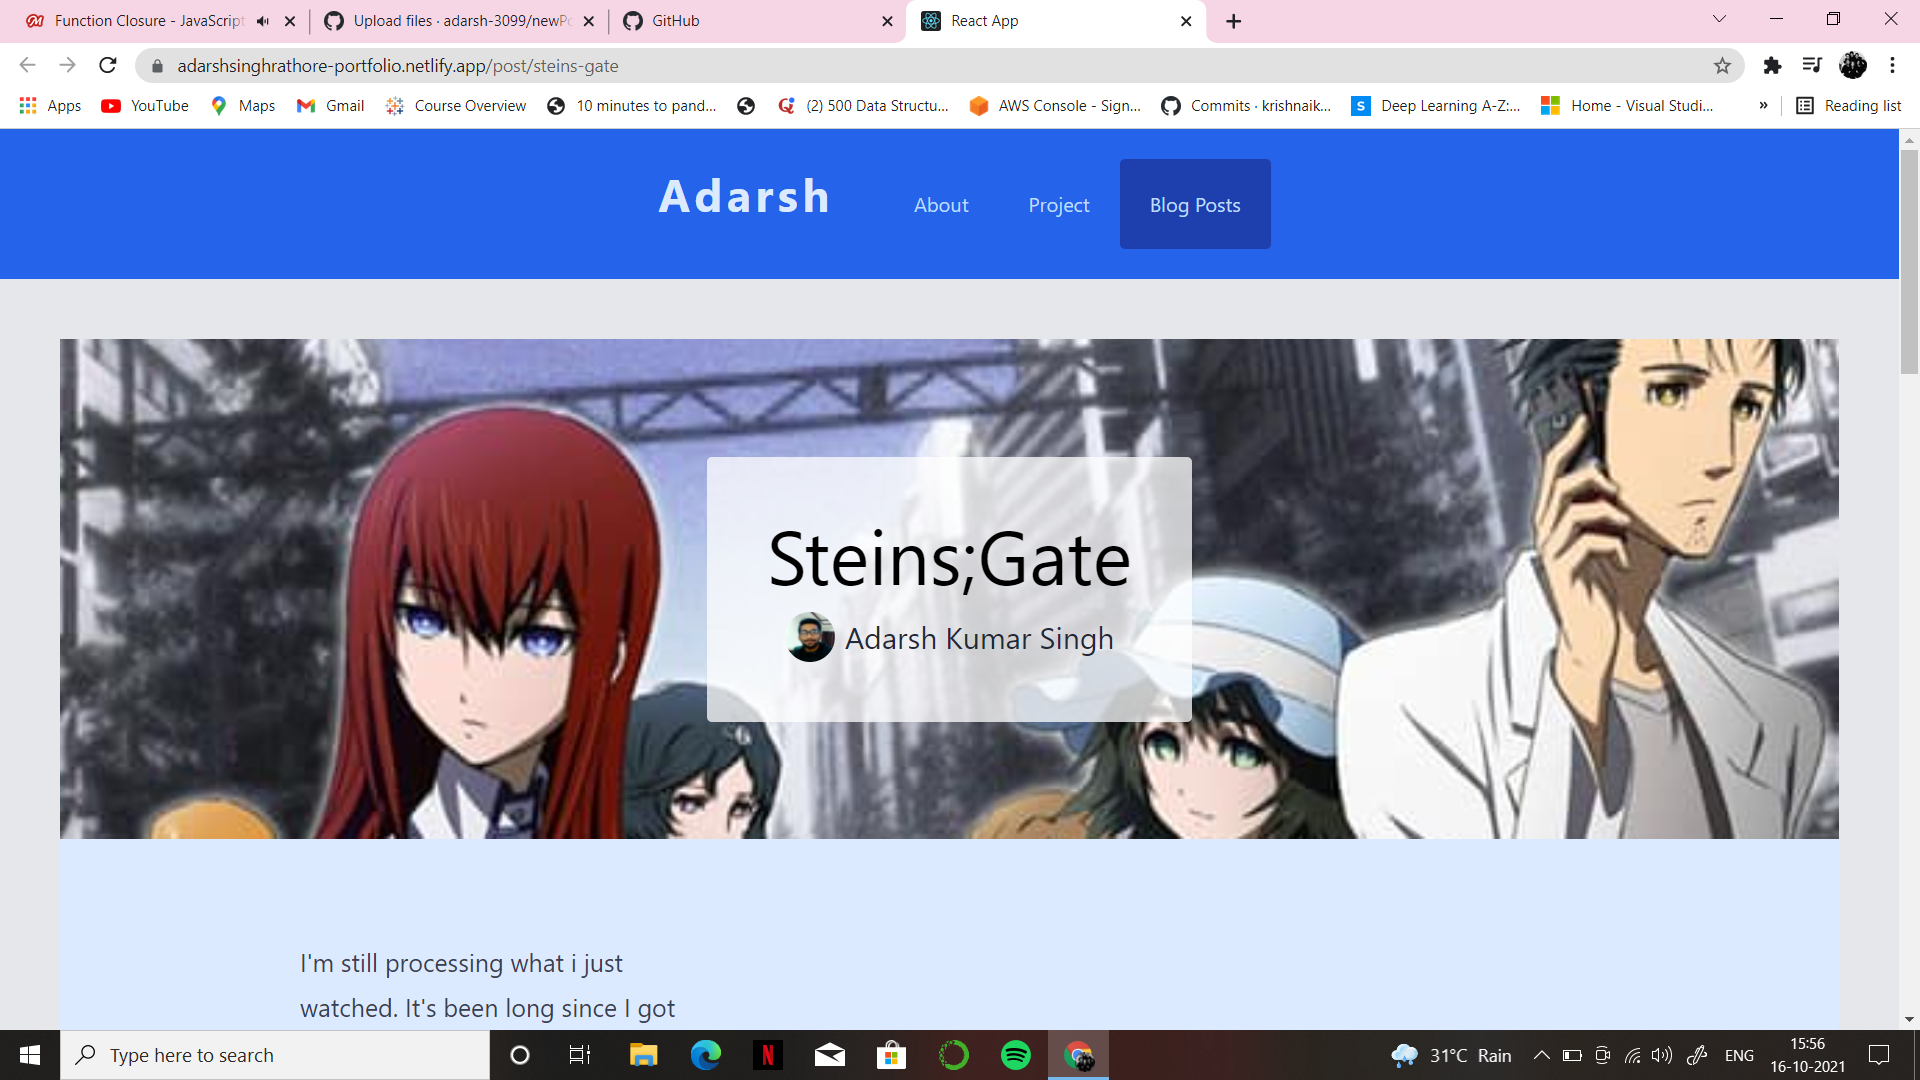 Function Closure - JavaScript
Upload files · adarsh-3099/newPo
GitHub
React App
adarshsinghrathore-portfolio.netlify.app/post/steins-gate
Apps
YouTube
Maps
Gmail
Course Overview
10 minutes to pand...
(2) 500 Data Structu...
AWS Console - Sign...
Commits · krishnaik...
Deep Learning A-Z:...
Home - Visual Studi...
»
Reading list
Adarsh
About
Project
Blog Posts
Steins;Gate
Adarsh Kumar Singh
I'm still processing what i just
watched. It's been long since I got
Type here to search
31°C Rain
ENG
15:56
16-10-2021